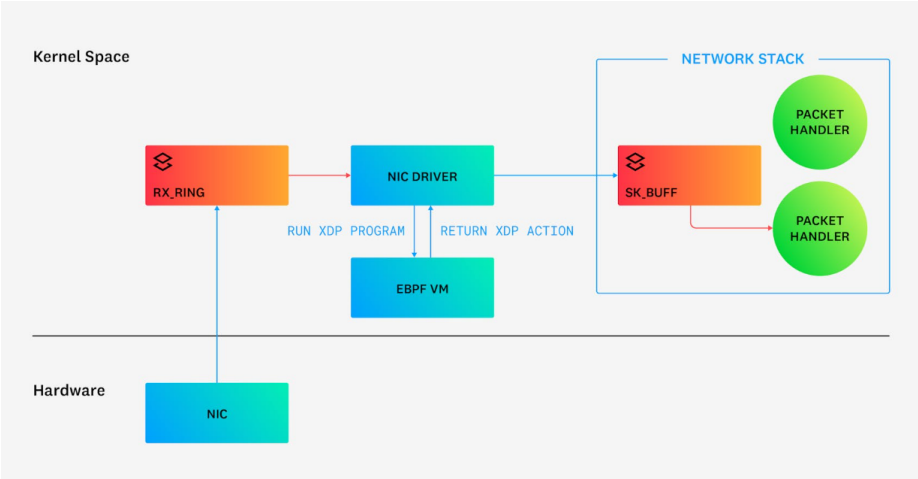 Kernel Space
NETWORK STACK
PACKET
HANDLER
RX_RING
NIC DRIVER
SK_BUFF
PACKET
HANDLER
RUN XDP PROGRAM
RETURN XDP ACTION
EBPF VM
Hardware
NIC